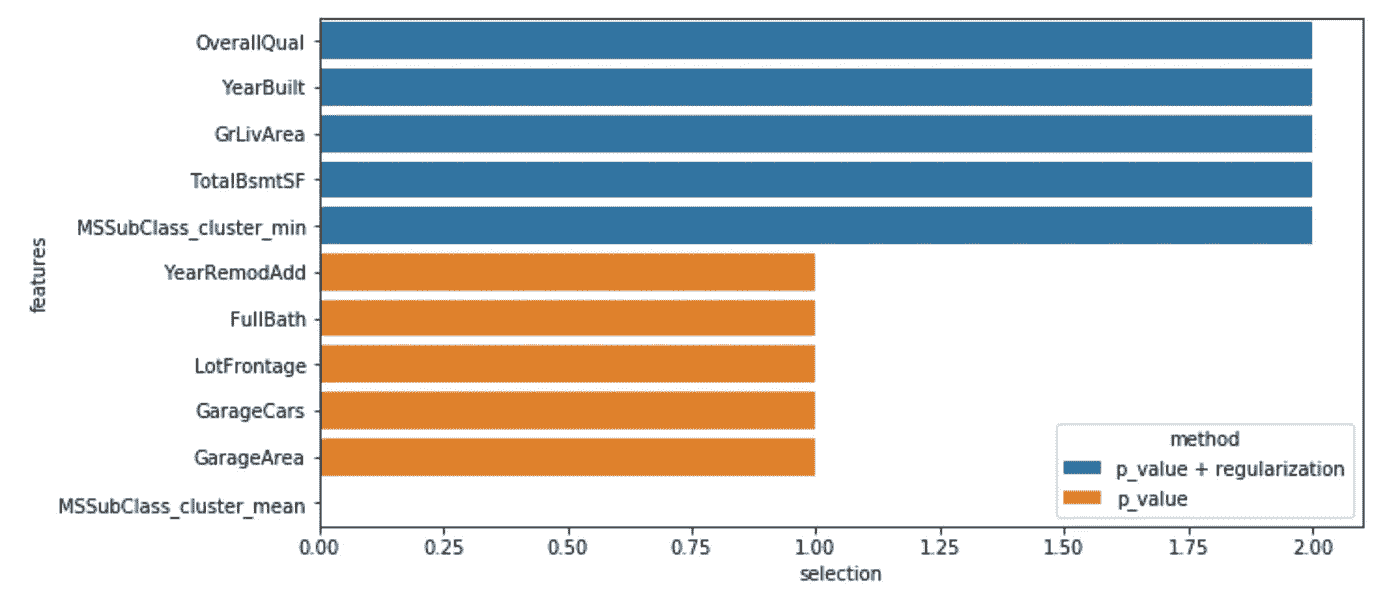 OverallQual
YearBuilt
GrLivArea
TotalBsmtSF
MSSubClass_cluster_min
YearRemodAdd
FullBath
LotFrontage
GarageCars
GarageArea
MSSubClass_cluster_mean
features
method
p_value + regularization
p_value
0.00 0.25 0.50 0.75 1.00 1.25 1.50 1.75 2.00
selection